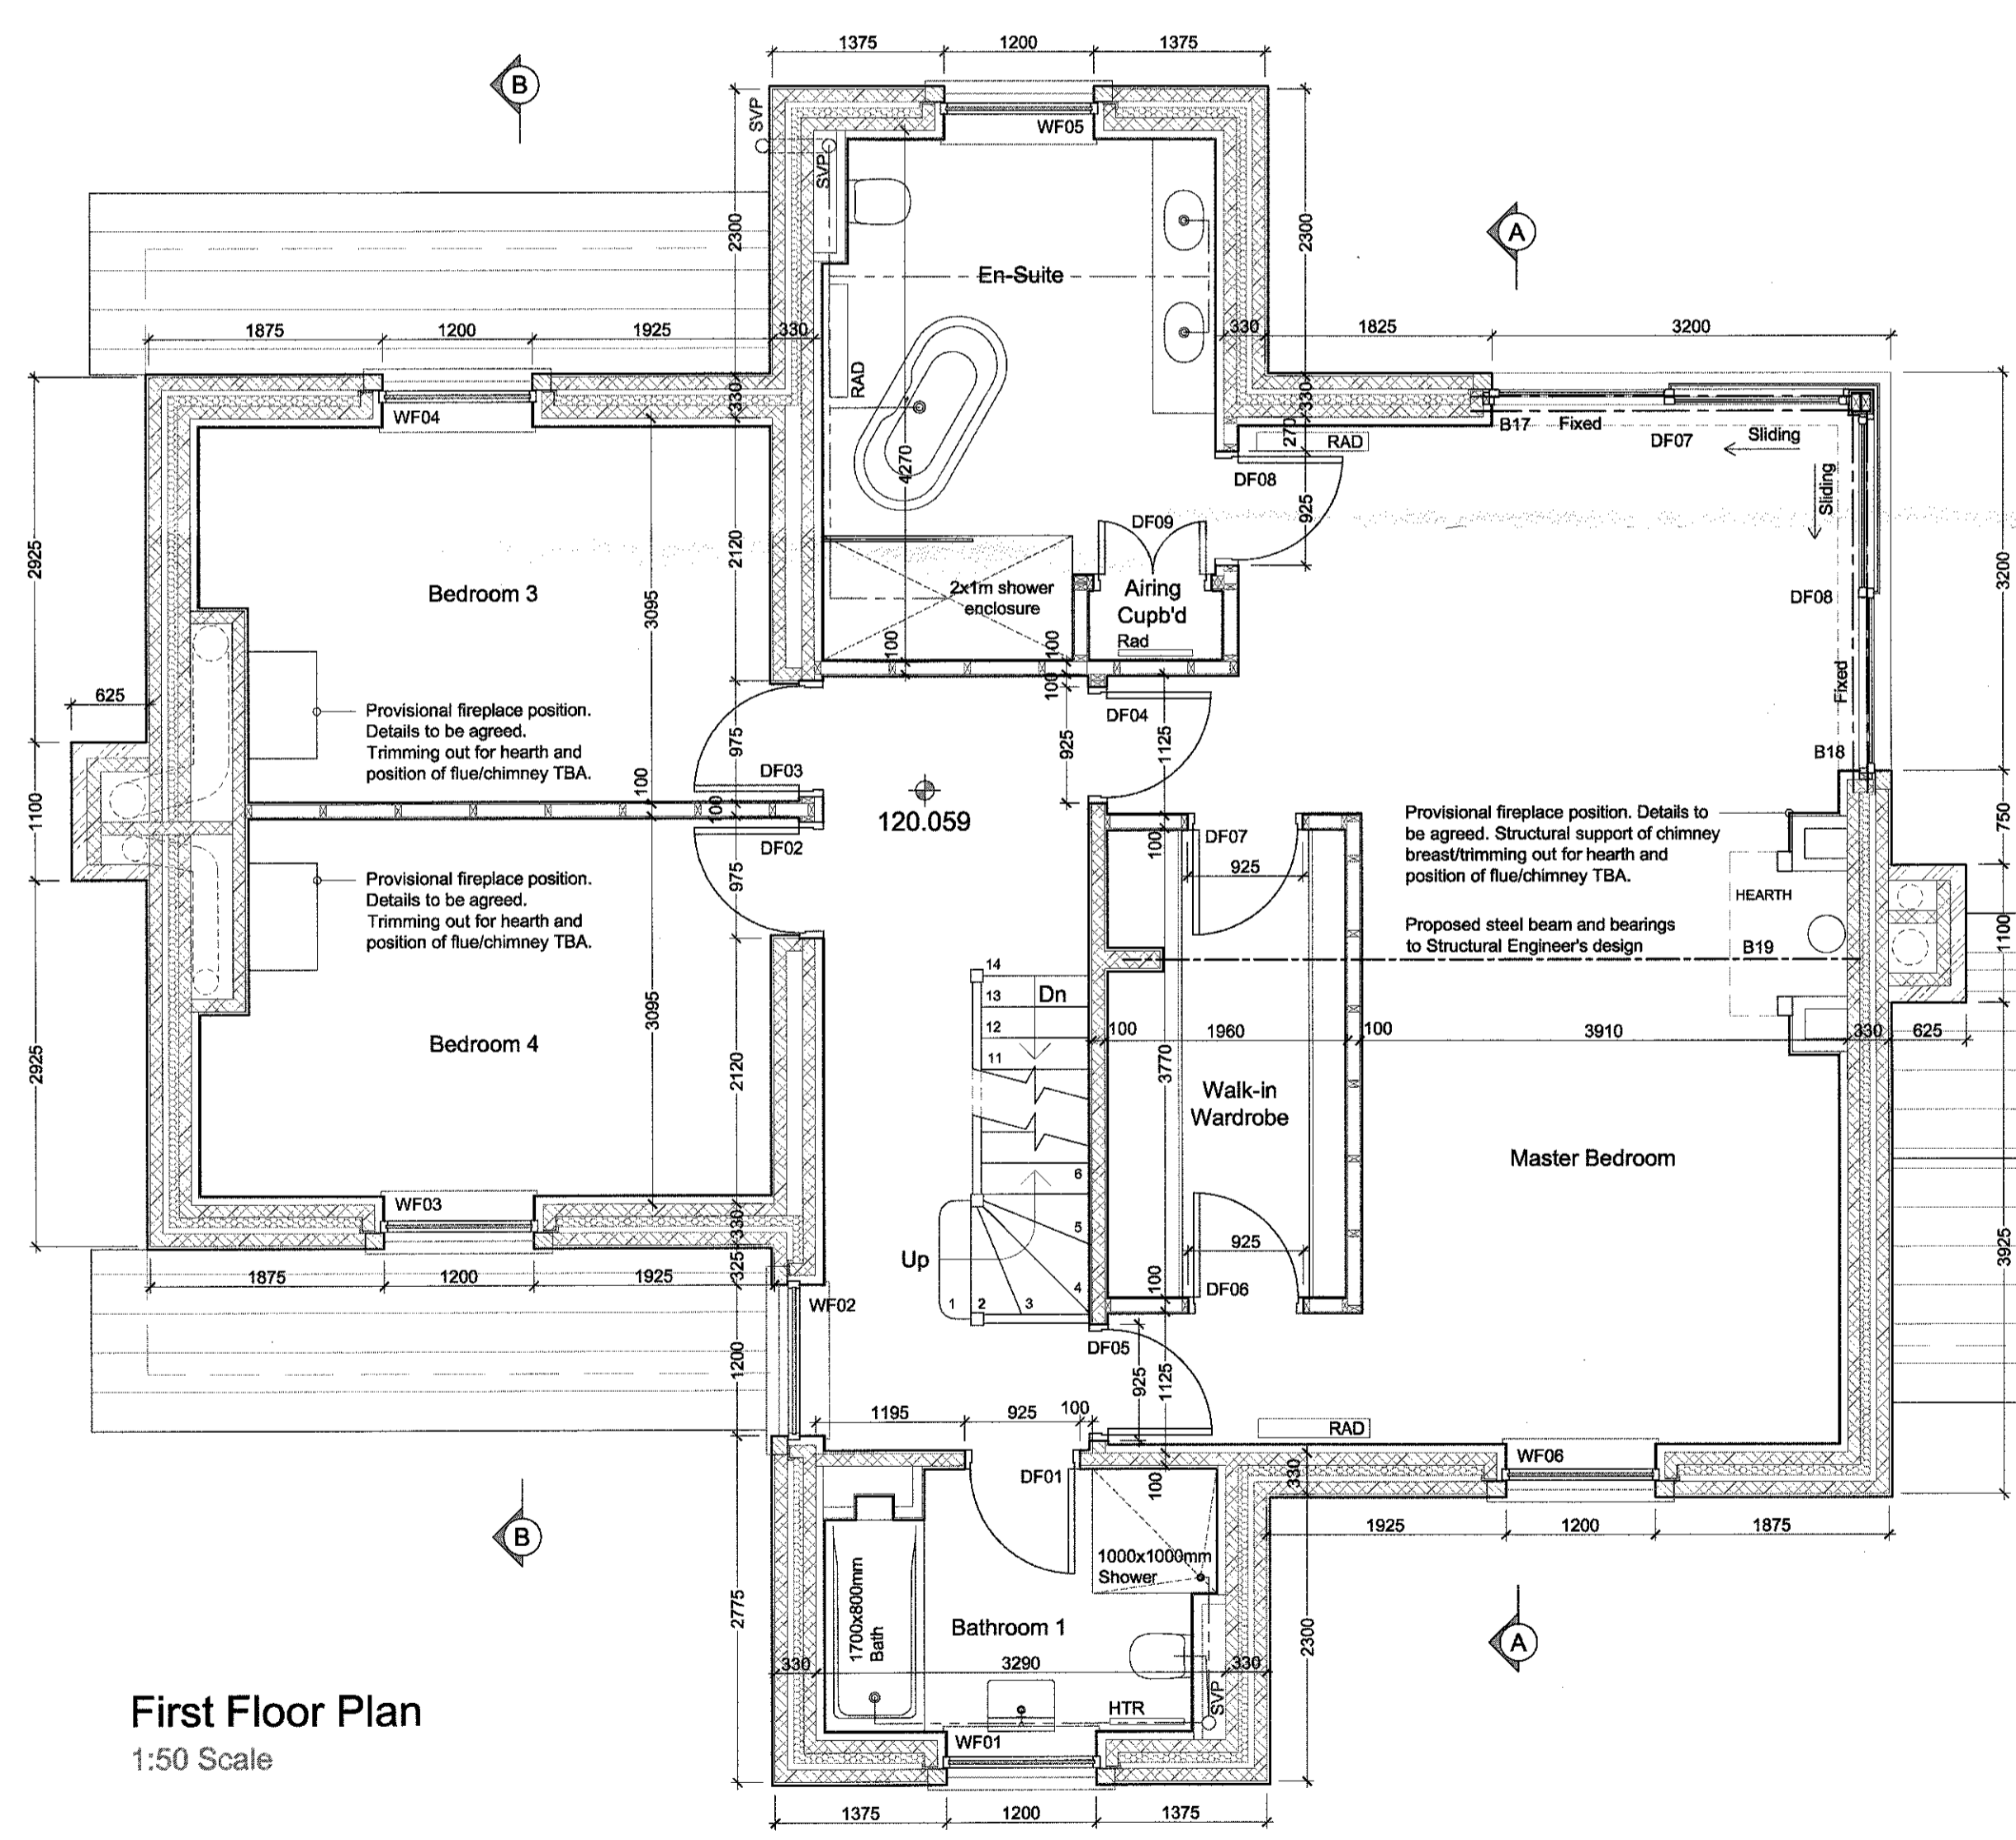 1375 1200 1375
B
SVP
WF05
SVP
2300
2300
A
En-Suite
1875 1200 1925 330
330 1825 3200
RAD
WF04
330
330
B17 Fixed
DF07 Sliding
270
RAD
DF08
Sliding
4270
925
2925
DF09
2120
3200
Bedroom 3
3095
2x1m shower
enclosure
Airing
Cupb'd
Rad
DF08
100
100
100
Fixed
625
Provisional fireplace position.
Details to be agreed.
Trimming out for hearth and
position of flue/chimney TBA.
975
DF04
925
1125
B18
DF03
100
100
120.059
1100
DF02
975
Provisional fireplace position.
Details to be agreed.
Trimming out for hearth and
position of flue/chimney TBA.
100
DF07
925
Provisional fireplace position. Details to
be agreed. Structural support of chimney
breast/trimming out for hearth and
position of flue/chimney TBA.
750
HEARTH
Proposed steel beam and bearings
to Structural Engineer's design
B19
1100
14
13
12
11
Dn
3095
Bedroom 4
2925
2120
100 1960 100 3910 330 625
3770
Walk-in
Wardrobe
Master Bedroom
6
5
4
3
2
1
Up
WF03
330
325
925
100
DF06
3925
1875 1200 1925
WF02
1200
DF05
925
1125
1195 925 100
RAD
DF01
100
330
WF06
1925 1200 1875
B
1000x1000mm
Shower
1700x800mm
Bath
Bathroom 1
2775
2300
A
330 3290 330
HTR
SVP
WF01
First Floor Plan
1:50 Scale
1375 1200 1375